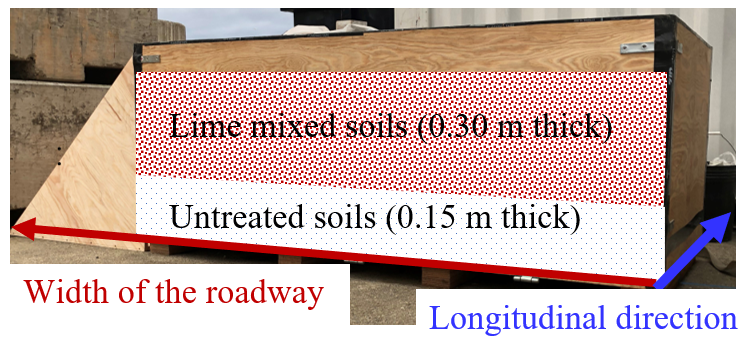 Lime mixed soils (0.30 m thick)
Untreated soils (0.15 m thick)
Width of the roadway
Longitudinal direction